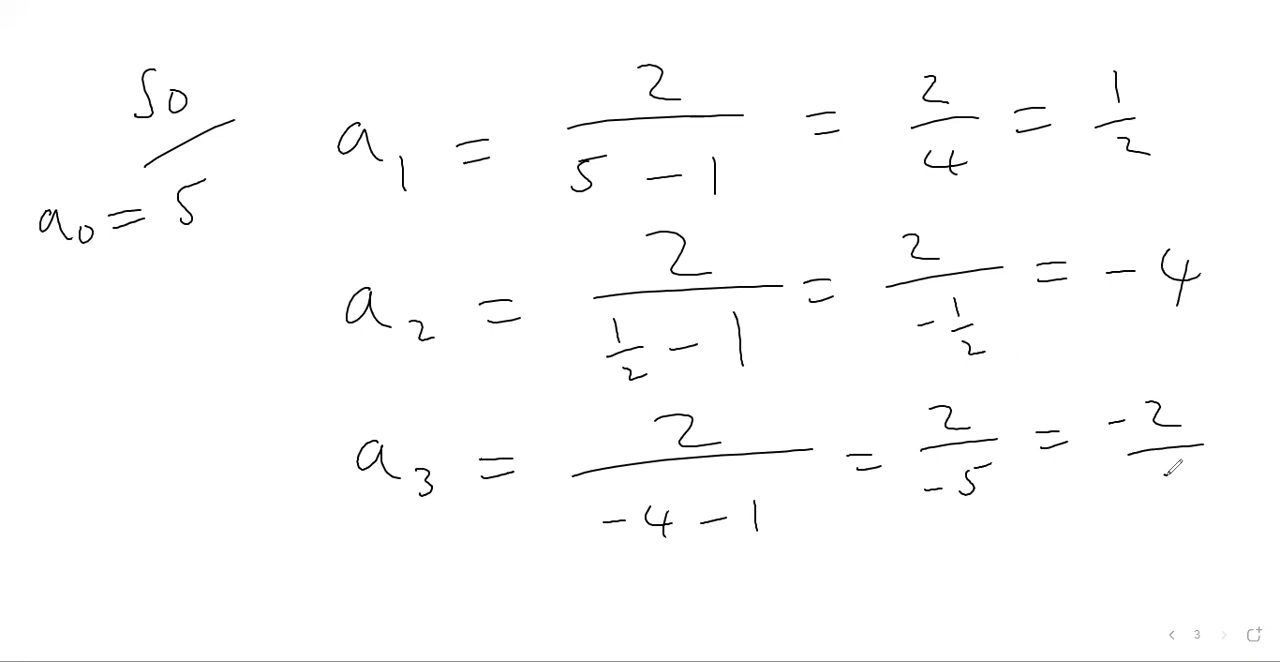 So
a₀ = 5
a₁ = 2/(5 - 1) = 2/4 = 1/2
a₂ = 2/(1/2 - 1) = 2/(-1/2) = -4
a₃ = 2/(-4 - 1) = 2/(-5) = -2/
3